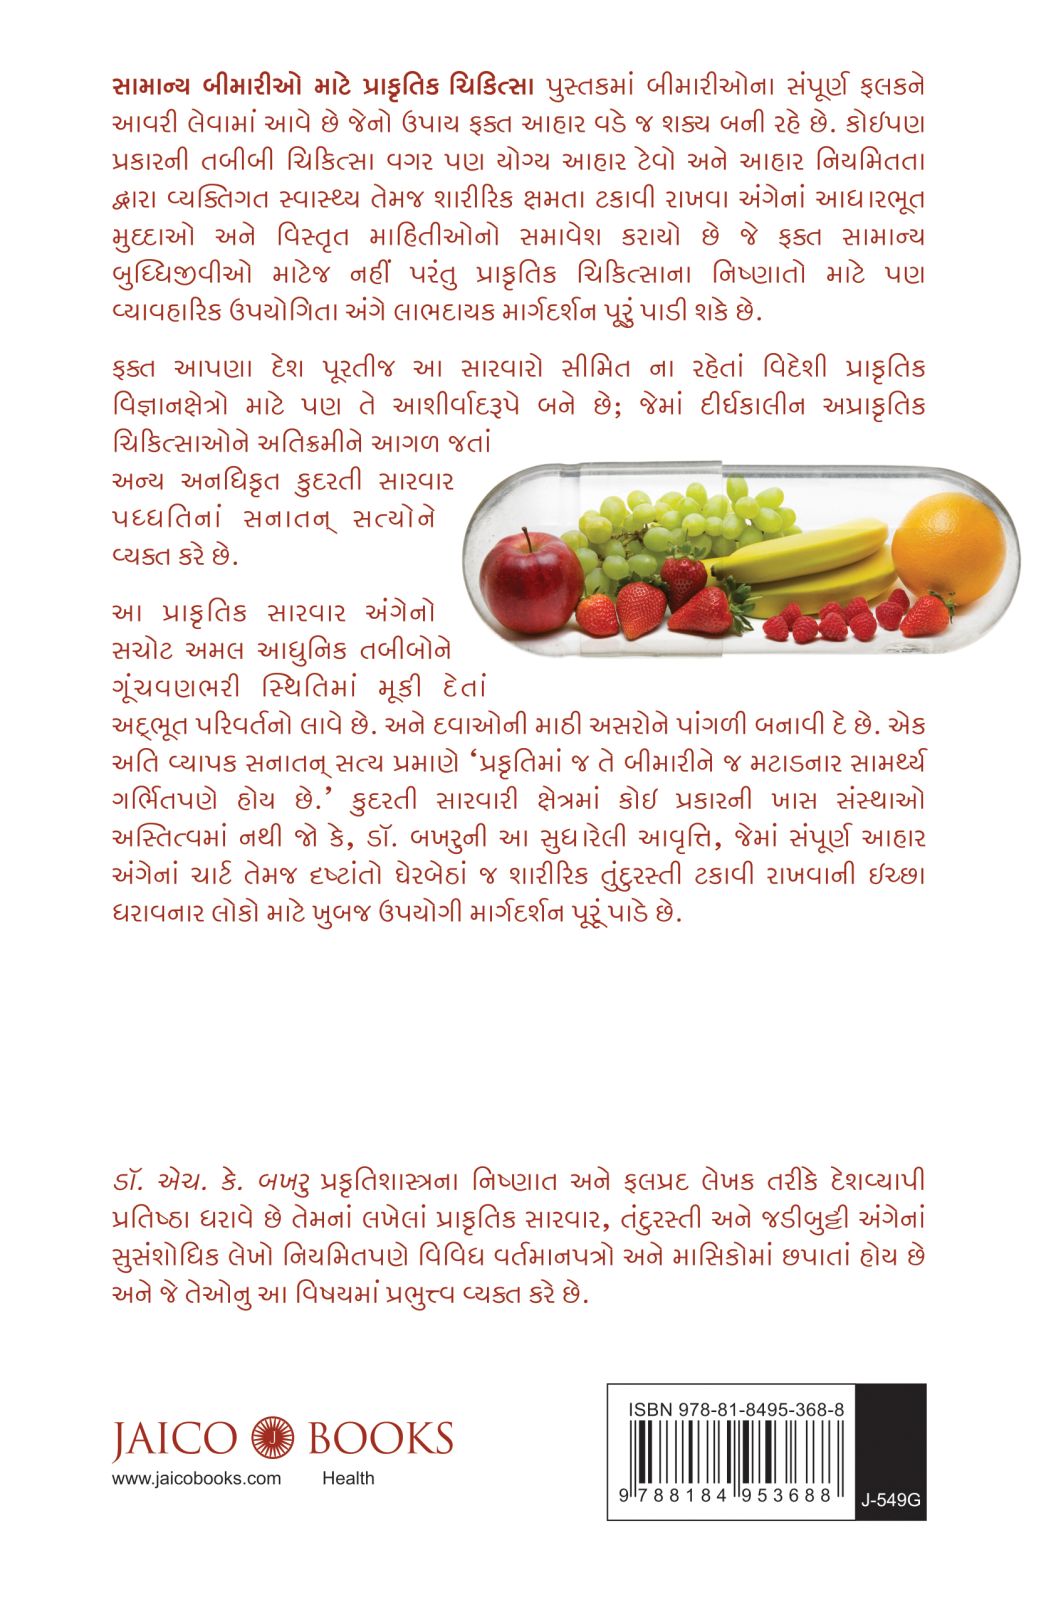 સામાન્ય બીમારીઓ માટે પ્રાકૃતિક ચિકિત્સા પુસ્તકમાં બીમારીઓના સંપૂર્ણ ફલકને
આવરી લેવામાં આવે છે જેનો ઉપાય ફક્ત આહાર વડે જ શક્ય બની રહે છે. કોઈપણ
પ્રકારની તબીબી ચિકિત્સા વગર પણ યોગ્ય આહાર ટેવો અને આહાર નિયમિતતા
દ્વારા વ્યક્તિગત સ્વાસ્થ્ય તેમજ શારીરિક ક્ષમતા ટકાવી રાખવા અંગેનાં આધારભૂત
મુદ્દાઓ અને વિસ્તૃત માહિતીઓનો સમાવેશ કરાયો છે જે ફક્ત સામાન્ય
બુધ્ધિજીવીઓ માટેજ નહીં પરંતુ પ્રાકૃતિક ચિકિત્સાના નિષ્ણાતો માટે પણ
વ્યાવહારિક ઉપયોગિતા અંગે લાભદાયક માર્ગદર્શન પૂરું પાડી શકે છે.
ફક્ત આપણા દેશ પૂરતીજ આ સારવારો સીમિત ના રહેતાં વિદેશી પ્રાકૃતિક
વિજ્ઞાનક્ષેત્રો માટે પણ તે આશીર્વાદરૂપે બને છે; જેમાં દીર્ઘકાલીન અપ્રાકૃતિક
ચિકિત્સાઓને અતિક્રમીને આગળ જતાં
અન્ય અનધિકૃત કુદરતી સારવાર
પધ્ધતિનાં સનાતન્ સત્યોને
વ્યક્ત કરે છે.
આ પ્રાકૃતિક સારવાર અંગેનો
સચોટ અમલ આધુનિક તબીબોને
ગૂંચવણભરી સ્થિતિમાં મૂકી દેતાં
અદ્ભૂત પરિવર્તનો લાવે છે. અને દવાઓની માઠી અસરોને પાંગળી બનાવી દે છે. એક
અતિ વ્યાપક સનાતન્ સત્ય પ્રમાણે ‘પ્રકૃતિમાં જ તે બીમારીને જ મટાડનાર સામર્થ્ય
ગર્ભિતપણે હોય છે.’ કુદરતી સારવારી ક્ષેત્રમાં કોઈ પ્રકારની ખાસ સંસ્થાઓ
અસ્તિત્વમાં નથી જો કે, ડૉ. બખરુની આ સુધારેલી આવૃત્તિ, જેમાં સંપૂર્ણ આહાર
અંગેનાં ચાર્ટ તેમજ દૃષ્ટાંતો ઘેરબેઠાં જ શારીરિક તુંદુરસ્તી ટકાવી રાખવાની ઈચ્છા
ધરાવનાર લોકો માટે ખુબજ ઉપયોગી માર્ગદર્શન પૂરૂં પાડે છે.
ડૉ. એચ. કે. બખરુ પ્રકૃતિશાસ્ત્રના નિષ્ણાત અને ફલપ્રદ લેખક તરીકે દેશવ્યાપી
પ્રતિષ્ઠા ધરાવે છે તેમનાં લખેલાં પ્રાકૃતિક સારવાર, તંદુરસ્તી અને જડીબુટ્ટી અંગેનાં
સુસંશોધિક લેખો નિયમિતપણે વિવિધ વર્તમાનપત્રો અને માસિકોમાં છપાતાં હોય છે
અને જે તેઓનુ આ વિષયમાં પ્રભુત્ત્વ વ્યક્ત કરે છે.
JAICO J BOOKS
www.jaicobooks.com Health
ISBN 978-81-8495-368-8
9 788184 953688
J-549G